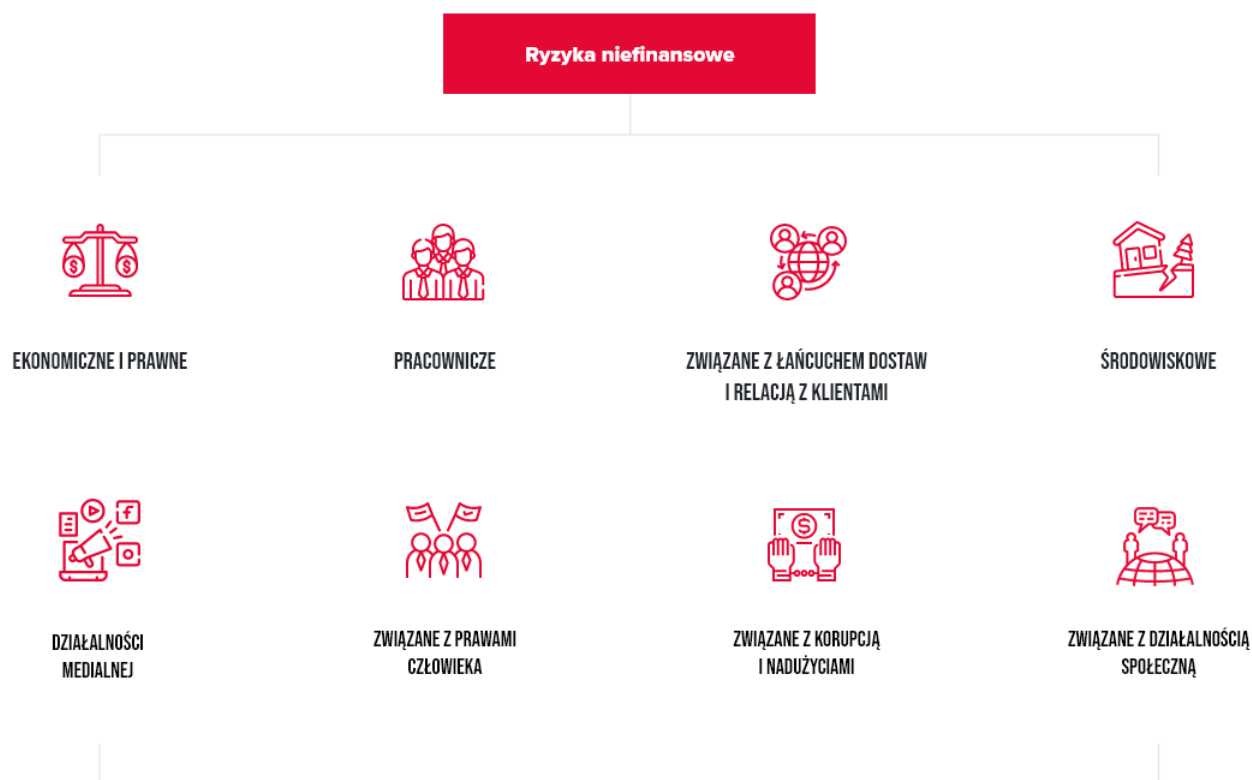 Ryzyka niefinansowe
EKONOMICZNE I PRAWNE
PRACOWNICZE
ZWIĄZANE Z ŁAŃCUCHEM DOSTAW
I RELACJĄ Z KLIENTAMI
ŚRODOWISKOWE
DZIAŁALNOŚCI
MEDIALNEJ
ZWIĄZANE Z PRAWAMI
CZŁOWIEKA
ZWIĄZANE Z KORUPCJĄ
I NADUŻYCIAMI
ZWIĄZANE Z DZIAŁALNOŚCIĄ
SPOŁECZNĄ